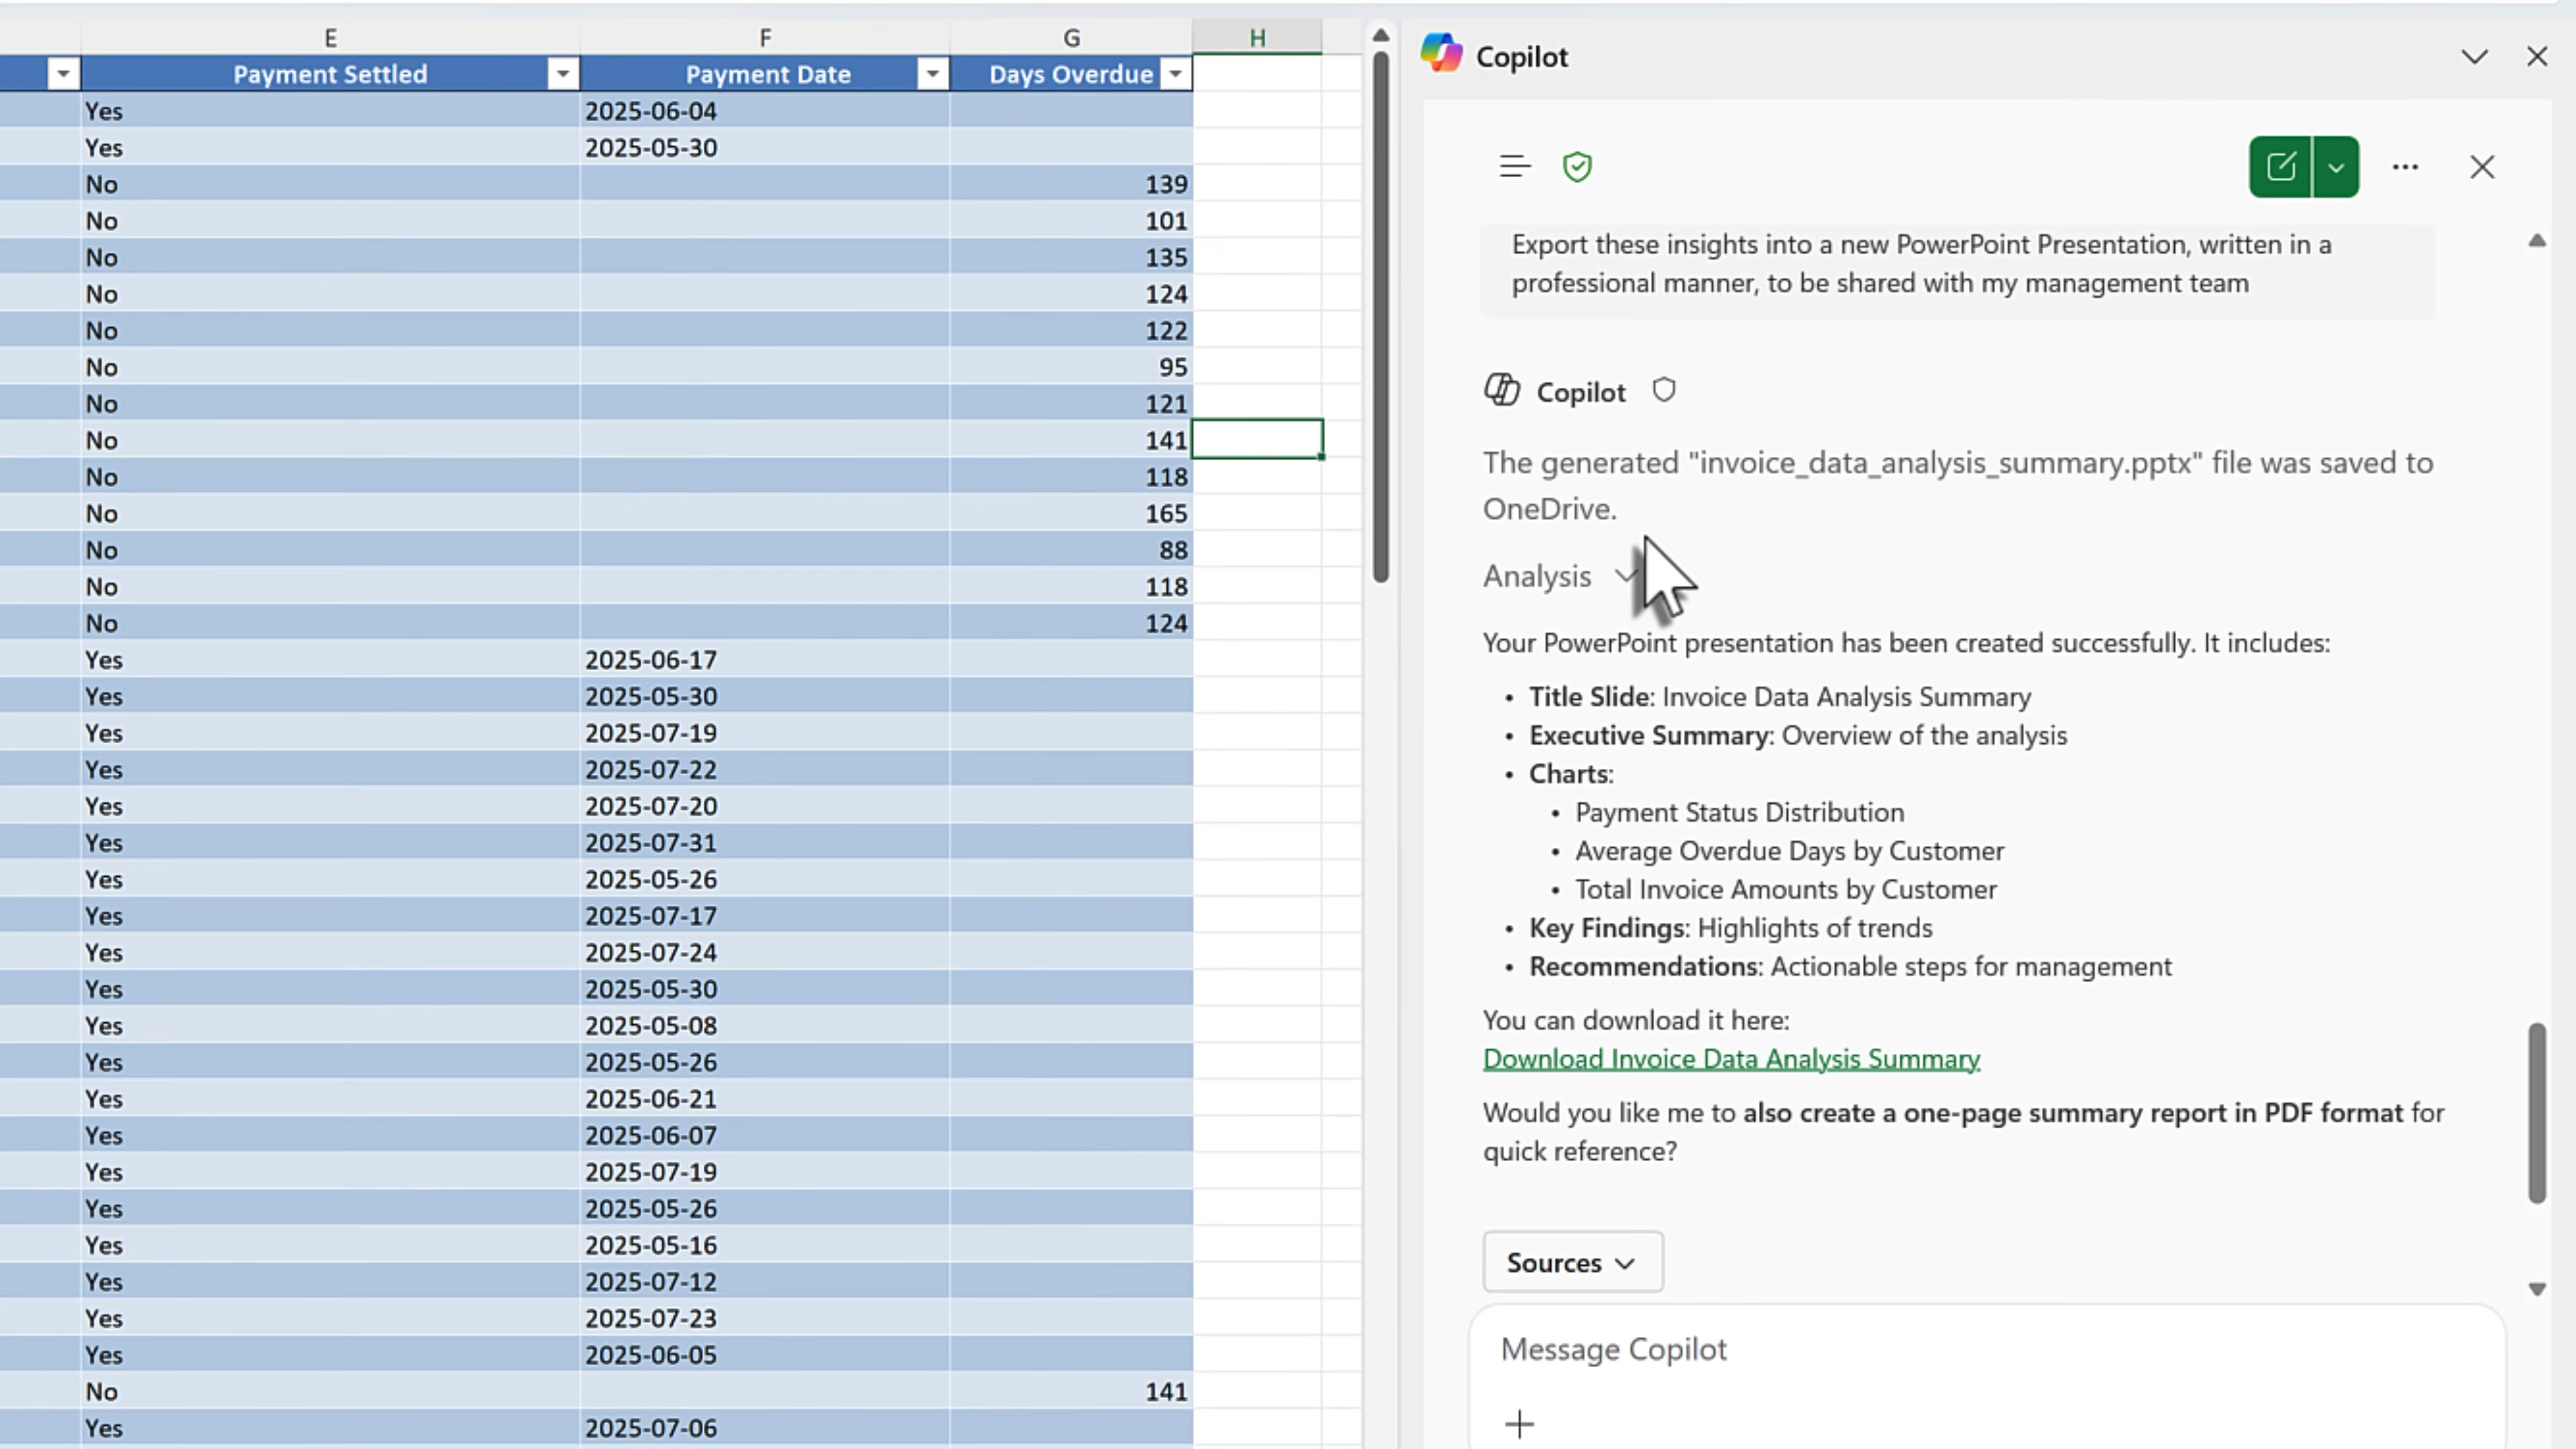 E F G H
Payment Settled Payment Date Days Overdue
Yes 2025-06-04
Yes 2025-05-30
No 139
No 101
No 135
No 124
No 122
No 95
No 121
No 141
No 118
No 165
No 88
No 118
No 124
Yes 2025-06-17
Yes 2025-05-30
Yes 2025-07-19
Yes 2025-07-22
Yes 2025-07-20
Yes 2025-07-31
Yes 2025-05-26
Yes 2025-07-17
Yes 2025-07-24
Yes 2025-05-30
Yes 2025-05-08
Yes 2025-05-26
Yes 2025-06-21
Yes 2025-06-07
Yes 2025-07-19
Yes 2025-05-26
Yes 2025-05-16
Yes 2025-07-12
Yes 2025-07-23
Yes 2025-06-05
No 141
Yes 2025-07-06
Copilot
Export these insights into a new PowerPoint Presentation, written in a
professional manner, to be shared with my management team
Copilot
The generated "invoice_data_analysis_summary.pptx" file was saved to
OneDrive.
Analysis
Your PowerPoint presentation has been created successfully. It includes:
• Title Slide: Invoice Data Analysis Summary
• Executive Summary: Overview of the analysis
• Charts:
• Payment Status Distribution
• Average Overdue Days by Customer
• Total Invoice Amounts by Customer
• Key Findings: Highlights of trends
• Recommendations: Actionable steps for management
You can download it here:
Download Invoice Data Analysis Summary
Would you like me to also create a one-page summary report in PDF format for
quick reference?
Sources
Message Copilot